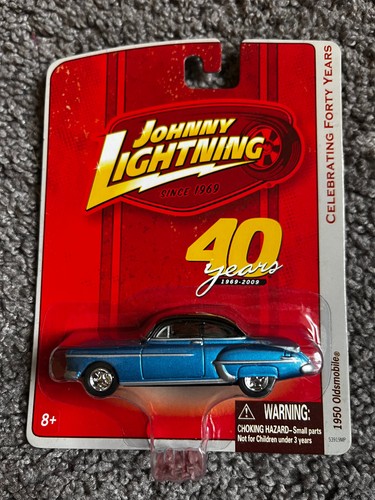 JOHNNY
LIGHTNING
SINCE 1969
CELEBRATING FORTY YEARS
40
years
1969-2009
1950 Oldsmobile®
8+
WARNING:
CHOKING HAZARD–Small parts
Not for Children under 3 years